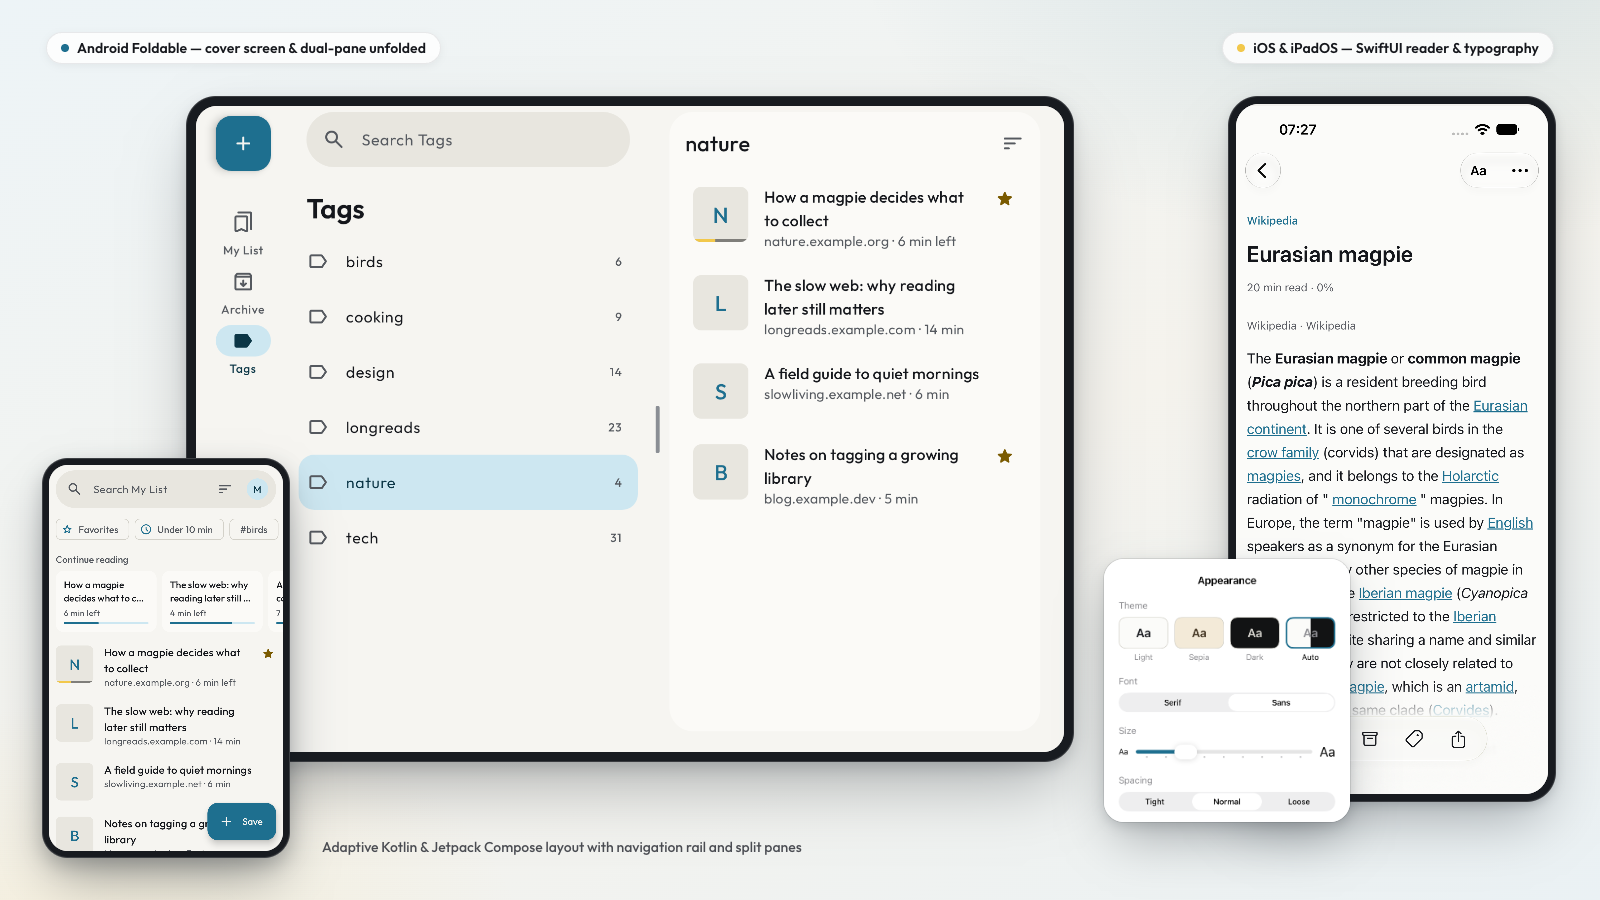 Android Foldable — cover screen & dual-pane unfolded
iOS & iPadOS — SwiftUI reader & typography
+
My List
Archive
Tags
Search Tags
Tags
birds 6
cooking 9
design 14
longreads 23
nature 4
tech 31
nature
N
How a magpie decides what
to collect
nature.example.org · 6 min left
L
The slow web: why reading
later still matters
longreads.example.com · 14 min
S
A field guide to quiet mornings
slowliving.example.net · 6 min
B
Notes on tagging a growing
library
blog.example.dev · 5 min
Search My List
M
Favorites
Under 10 min
#birds
Continue reading
How a magpie
decides what to c...
6 min left
The slow web: why
reading later still ...
4 min left
A
7
N
How a magpie decides what
to collect
nature.example.org · 6 min left
L
The slow web: why reading
later still matters
longreads.example.com · 14 min
S
A field guide to quiet mornings
slowliving.example.net · 6 min
B
Notes on tagging a gr
library
+ Save
Adaptive Kotlin & Jetpack Compose layout with navigation rail and split panes
07:27
Aa
Wikipedia
Eurasian magpie
20 min read · 0%
Wikipedia · Wikipedia
The Eurasian magpie or common magpie
(Pica pica) is a resident breeding bird
throughout the northern part of the Eurasian
continent. It is one of several birds in the
crow family (corvids) that are designated as
magpies, and it belongs to the Holarctic
radiation of " monochrome " magpies. In
Europe, the term "magpie" is used by English
speakers as a synonym for the Eurasian
other species of magpie in
Iberian magpie (Cyanopica
restricted to the Iberian
ite sharing a name and similar
are not closely related to
agpie, which is an artamid,
same clade (Corvides).
Appearance
Theme
Aa
Aa
Aa
Aa
Light
Sepia
Dark
Auto
Font
Serif
Sans
Size
Aa
Aa
Spacing
Tight
Normal
Loose